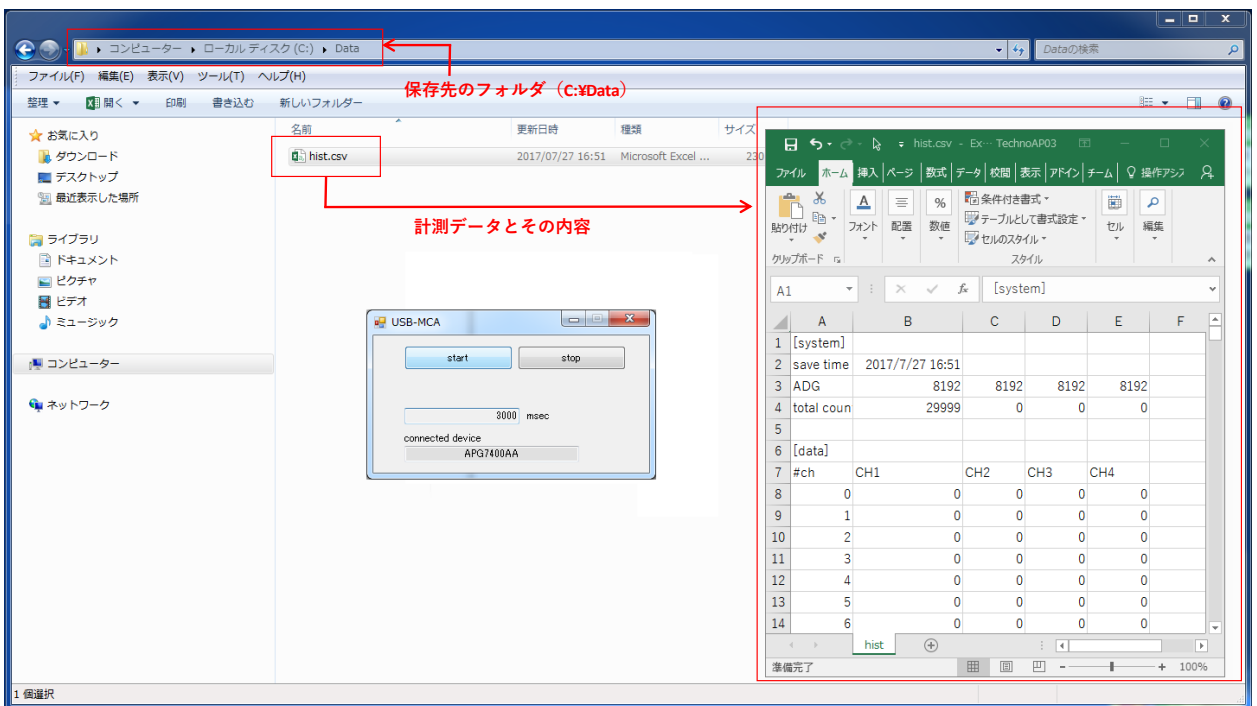 コンピューター ▸ ローカル ディスク (C:) ▸ Data
Dataの検索
ファイル(F) 編集(E) 表示(V) ツール(T) ヘルプ(H)
保存先のフォルダ（C:¥Data）
整理 開く 印刷 書き込む 新しいフォルダー
お気に入り
ダウンロード
デスクトップ
最近表示した場所
ライブラリ
ドキュメント
ピクチャ
ビデオ
ミュージック
コンピューター
ネットワーク
名前 更新日時 種類 サイズ
hist.csv 2017/07/27 16:51 Microsoft Excel ... 230
計測データとその内容
USB-MCA
start stop
3000 msec
connected device
APG7400AA
hist.csv - Ex… TechnoAP03
ファイル ホーム 挿入 ページ 数式 データ 校閲 表示 アドイン チーム 操作アシス
貼り付け フォント 配置 数値 条件付き書式 テーブルとして書式設定 セルのスタイル セル 編集
クリップボード スタイル
A1 fx [system]
A B C D E F
1 [system]
2 save time 2017/7/27 16:51
3 ADG 8192 8192 8192 8192
4 total coun 29999 0 0 0
5
6 [data]
7 #ch CH1 CH2 CH3 CH4
8 0 0 0 0 0
9 1 0 0 0 0
10 2 0 0 0 0
11 3 0 0 0 0
12 4 0 0 0 0
13 5 0 0 0 0
14 6 0 0 0 0
hist
準備完了 100%
1 個選択